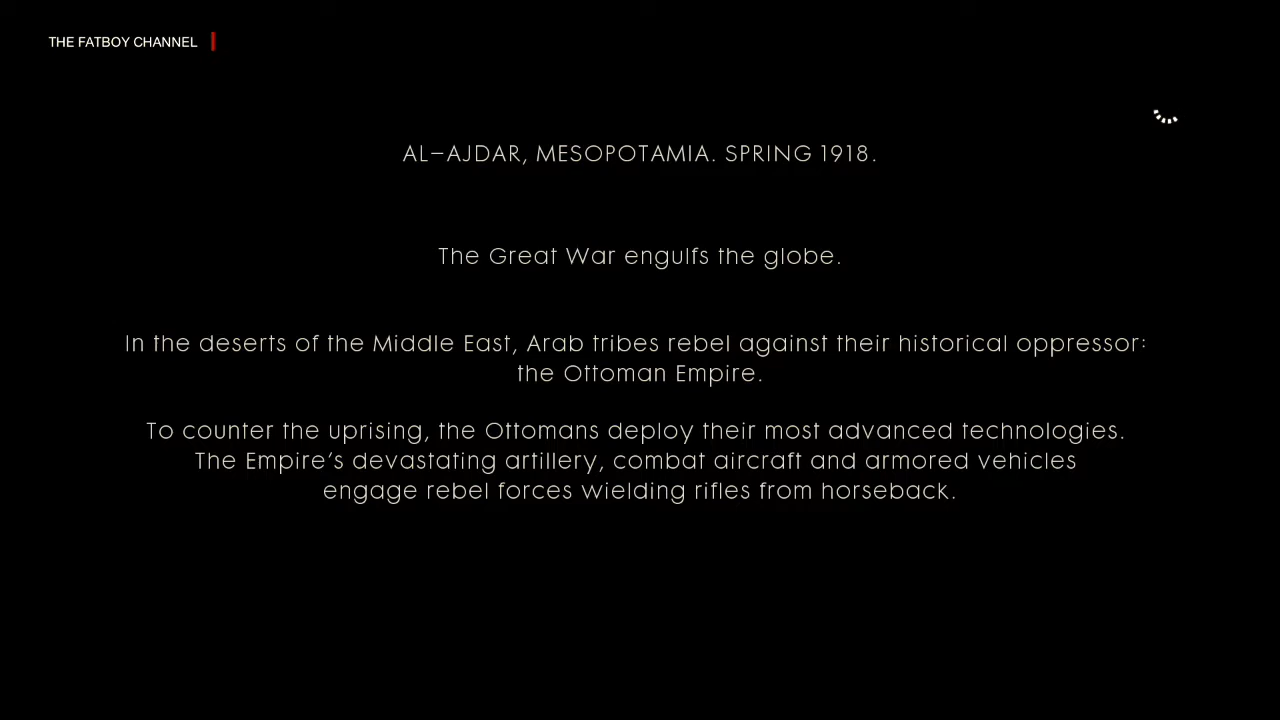 THE FATBOY CHANNEL
AL-AJDAR, MESOPOTAMIA. SPRING 1918.
The Great War engulfs the globe.
In the deserts of the Middle East, Arab tribes rebel against their historical oppressor:
the Ottoman Empire.
To counter the uprising, the Ottomans deploy their most advanced technologies.
The Empire's devastating artillery, combat aircraft and armored vehicles
engage rebel forces wielding rifles from horseback.